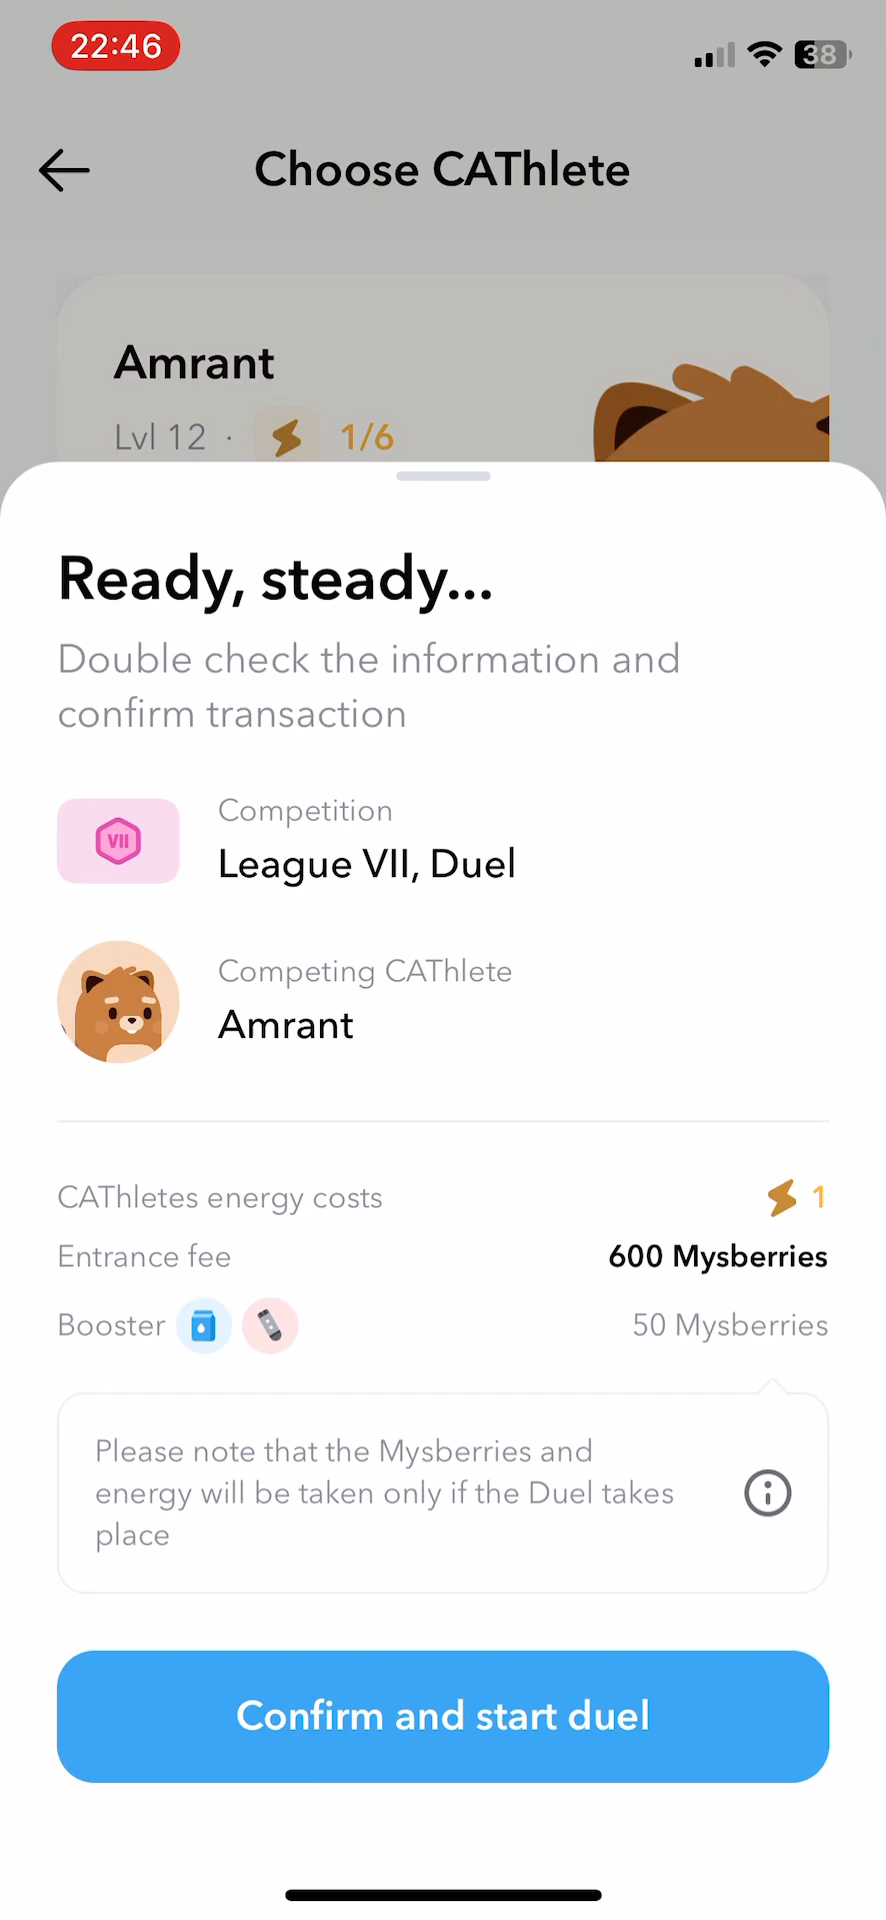 22:46
38
Choose CAThlete
Amrant
Lvl 12 · 1/6
Ready, steady...
Double check the information and
confirm transaction
VII
Competition
League VII, Duel
Competing CAThlete
Amrant
CAThletes energy costs 1
Entrance fee 600 Mysberries
Booster 50 Mysberries
Please note that the Mysberries and
energy will be taken only if the Duel takes
place
Confirm and start duel